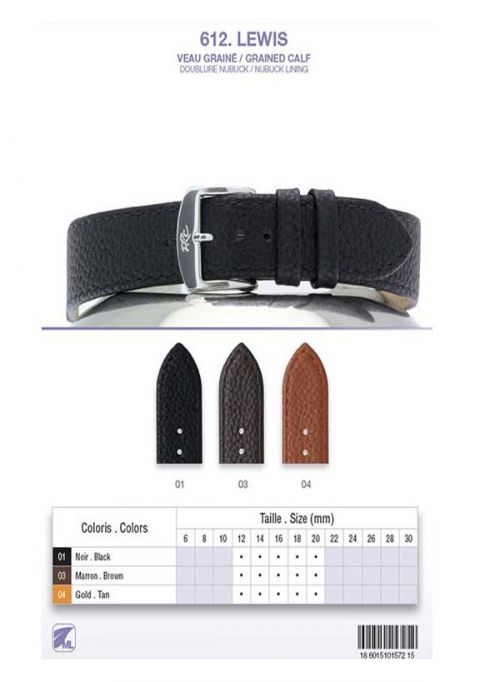 612. LEWIS
VEAU GRAINÉ / GRAINED CALF
DOUBLURE NUBUCK / NUBUCK LINING
01 03 04
Coloris . Colors
Taille . Size (mm)
6 8 10 12 14 16 18 20 22 24 26 28 30
01 Noir . Black • • • • •
03 Marron . Brown • • • • •
04 Gold . Tan • • • • •
ML
18 6015101572 15